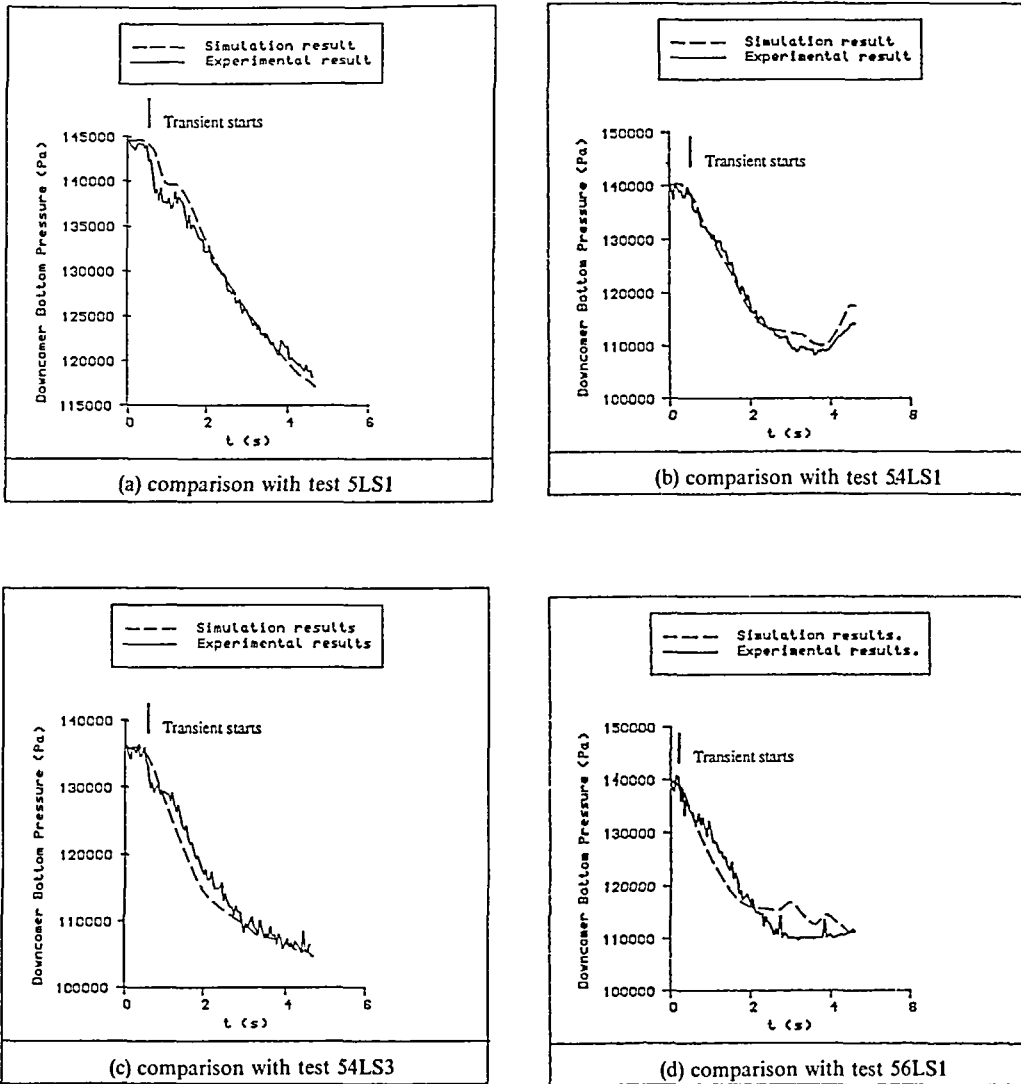 Simulation result
Experimental result
Transient starts
Downcomer Bottom Pressure (Pa)
145000
140000
135000
130000
125000
120000
115000
0
2
4
6
t (s)
(a) comparison with test 5LS1
Simulation result
Experimental result
Transient starts
Downcomer Bottom Pressure (Pa)
150000
140000
130000
120000
110000
100000
0
2
4
6
8
t (s)
(b) comparison with test 54LS1
Simulation results
Experimental results
Transient starts
Downcomer Bottom Pressure (Pa)
140000
130000
120000
110000
100000
0
2
4
6
t (s)
(c) comparison with test 54LS3
Simulation results.
Experimental results.
Transient starts
Downcomer Bottom Pressure (Pa)
150000
140000
130000
120000
110000
100000
0
2
4
6
8
t (s)
(d) comparison with test 56LS1